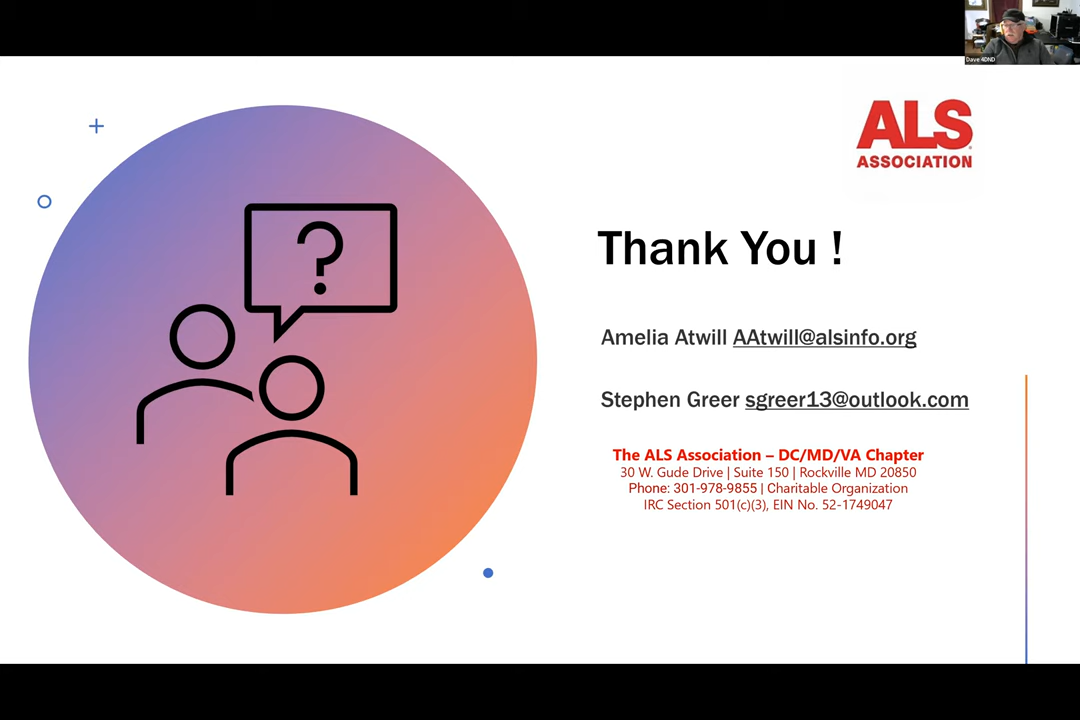 Dave 4DND
ALS
ASSOCIATION
?
Thank You !
Amelia Atwill AAtwill@alsinfo.org
Stephen Greer sgreer13@outlook.com
The ALS Association – DC/MD/VA Chapter
30 W. Gude Drive | Suite 150 | Rockville MD 20850
Phone: 301-978-9855 | Charitable Organization
IRC Section 501(c)(3), EIN No. 52-1749047